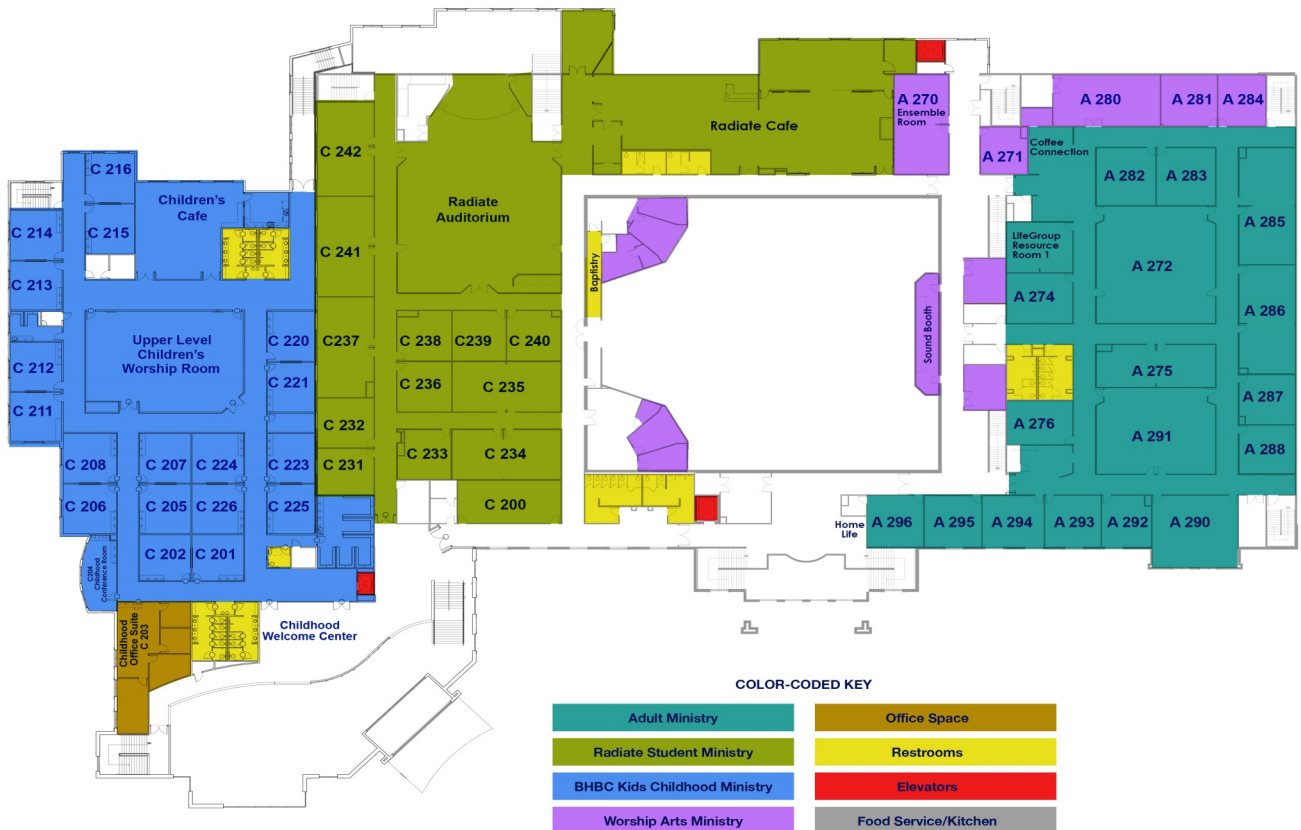 C 216
C 214
C 215
C 213
C 212
C 211
Children's
Cafe
Upper Level
Children's
Worship Room
C 220
C 221
C 208
C 207
C 224
C 223
C 206
C 205
C 226
C 225
C 202
C 201
C204
Childhood
Conference Room
Childhood
Office Suite
C 203
Childhood
Welcome Center
C 242
C 241
C237
C 232
C 231
Radiate
Auditorium
C 238
C239
C 240
C 236
C 235
C 233
C 234
C 200
Radiate Cafe
Baptistry
Sound Booth
A 270
Ensemble
Room
A 271
A 280
A 281
A 284
Coffee
Connection
A 282
A 283
A 285
LifeGroup
Resource
Room 1
A 272
A 274
A 286
A 275
A 287
A 276
A 291
A 288
Home
Life
A 296
A 295
A 294
A 293
A 292
A 290
COLOR-CODED KEY
Adult Ministry
Office Space
Radiate Student Ministry
Restrooms
BHBC Kids Childhood Ministry
Elevators
Worship Arts Ministry
Food Service/Kitchen